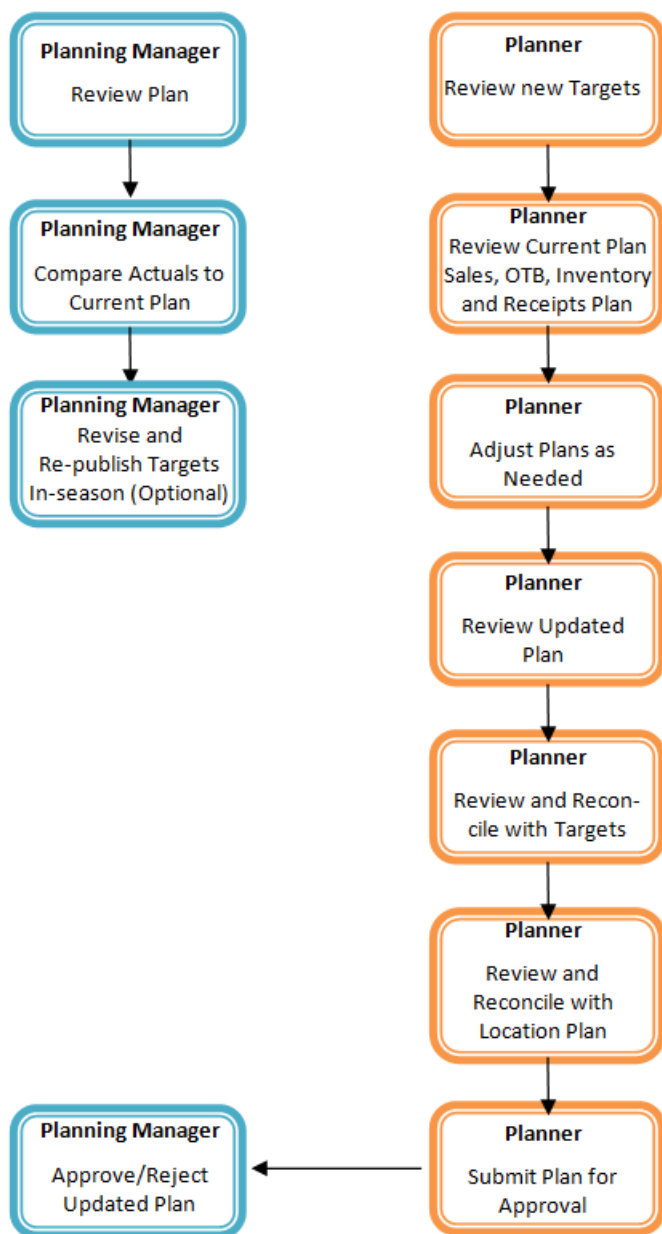 Planning Manager
Review Plan
Planning Manager
Compare Actuals to
Current Plan
Planning Manager
Revise and
Re-publish Targets
In-season (Optional)
Planner
Review new Targets
Planner
Review Current Plan
Sales, OTB, Inventory
and Receipts Plan
Planner
Adjust Plans as
Needed
Planner
Review Updated
Plan
Planner
Review and Recon-
cile with Targets
Planner
Review and
Reconcile with
Location Plan
Planner
Submit Plan for
Approval
Planning Manager
Approve/Reject
Updated Plan